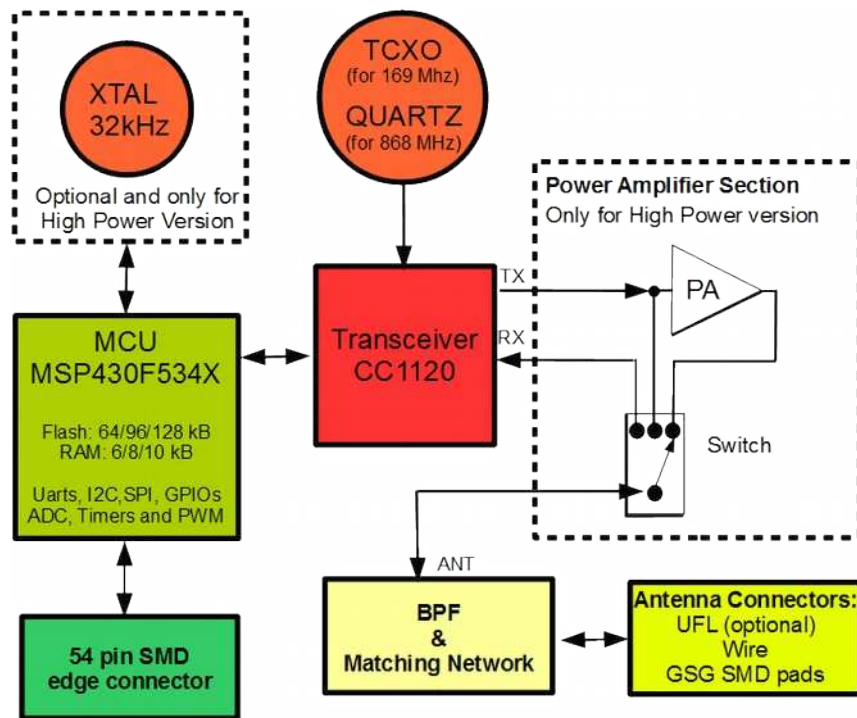 XTAL
32kHz
Optional and only for
High Power Version
TCXO
(for 169 Mhz)
QUARTZ
(for 868 MHz)
Power Amplifier Section
Only for High Power version
TX
PA
RX
Switch
MCU
MSP430F534X
Flash: 64/96/128 kB
RAM: 6/8/10 kB
Uarts, I2C,SPI, GPIOs
ADC, Timers and PWM
Transceiver
CC1120
ANT
54 pin SMD
edge connector
BPF
&
Matching Network
Antenna Connectors:
UFL (optional)
Wire
GSG SMD pads